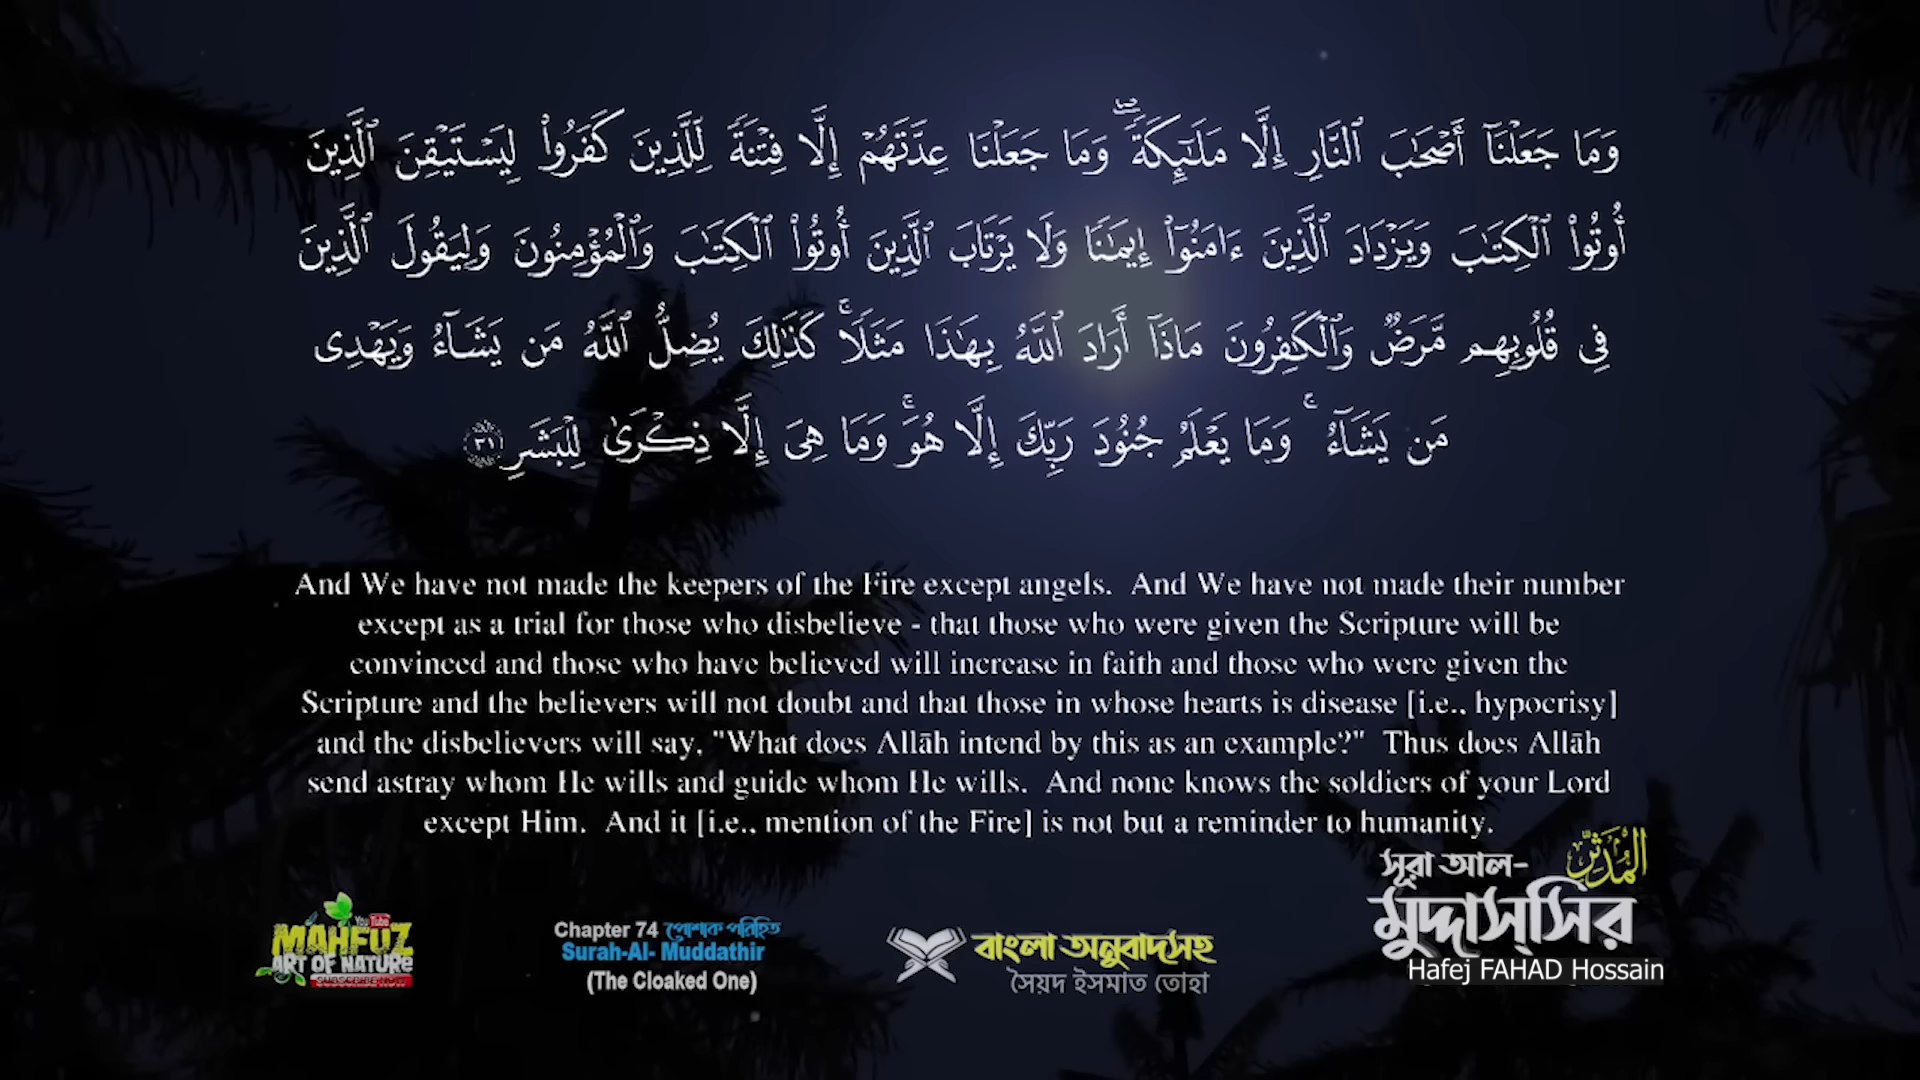 وَمَا جَعَلْنَآ أَصْحَٰبَ ٱلنَّارِ إِلَّا مَلَٰٓئِكَةً ۖ وَمَا جَعَلْنَا عِدَّتَهُمْ إِلَّا فِتْنَةً لِّلَّذِينَ كَفَرُوا۟ لِيَسْتَيْقِنَ ٱلَّذِينَ
أُوتُوا۟ ٱلْكِتَٰبَ وَيَزْدَادَ ٱلَّذِينَ ءَامَنُوٓا۟ إِيمَٰنًا وَلَا يَرْتَابَ ٱلَّذِينَ أُوتُوا۟ ٱلْكِتَٰبَ وَٱلْمُؤْمِنُونَ وَلِيَقُولَ ٱلَّذِينَ
فِى قُلُوبِهِم مَّرَضٌ وَٱلْكَٰفِرُونَ مَاذَآ أَرَادَ ٱللَّهُ بِهَٰذَا مَثَلًا ۚ كَذَٰلِكَ يُضِلُّ ٱللَّهُ مَن يَشَآءُ وَيَهْدِى
مَن يَشَآءُ ۚ وَمَا يَعْلَمُ جُنُودَ رَبِّكَ إِلَّا هُوَ ۚ وَمَا هِىَ إِلَّا ذِكْرَىٰ لِلْبَشَرِ ٣١
And We have not made the keepers of the Fire except angels. And We have not made their number
except as a trial for those who disbelieve - that those who were given the Scripture will be
convinced and those who have believed will increase in faith and those who were given the
Scripture and the believers will not doubt and that those in whose hearts is disease [i.e., hypocrisy]
and the disbelievers will say, "What does Allāh intend by this as an example?" Thus does Allāh
send astray whom He wills and guide whom He wills. And none knows the soldiers of your Lord
except Him. And it [i.e., mention of the Fire] is not but a reminder to humanity.
You Tube
MAHFUZ
ART OF NATURE
SUBSCRIBE NOW
Chapter 74 পোশাক পরিহিত
Surah-Al- Muddathir
(The Cloaked One)
বাংলা অনুবাদসহ
সৈয়দ ইসমাত তোহা
المُدَّثِّر
সূরা আল-
মুদ্দাস্সির
Hafej FAHAD Hossain